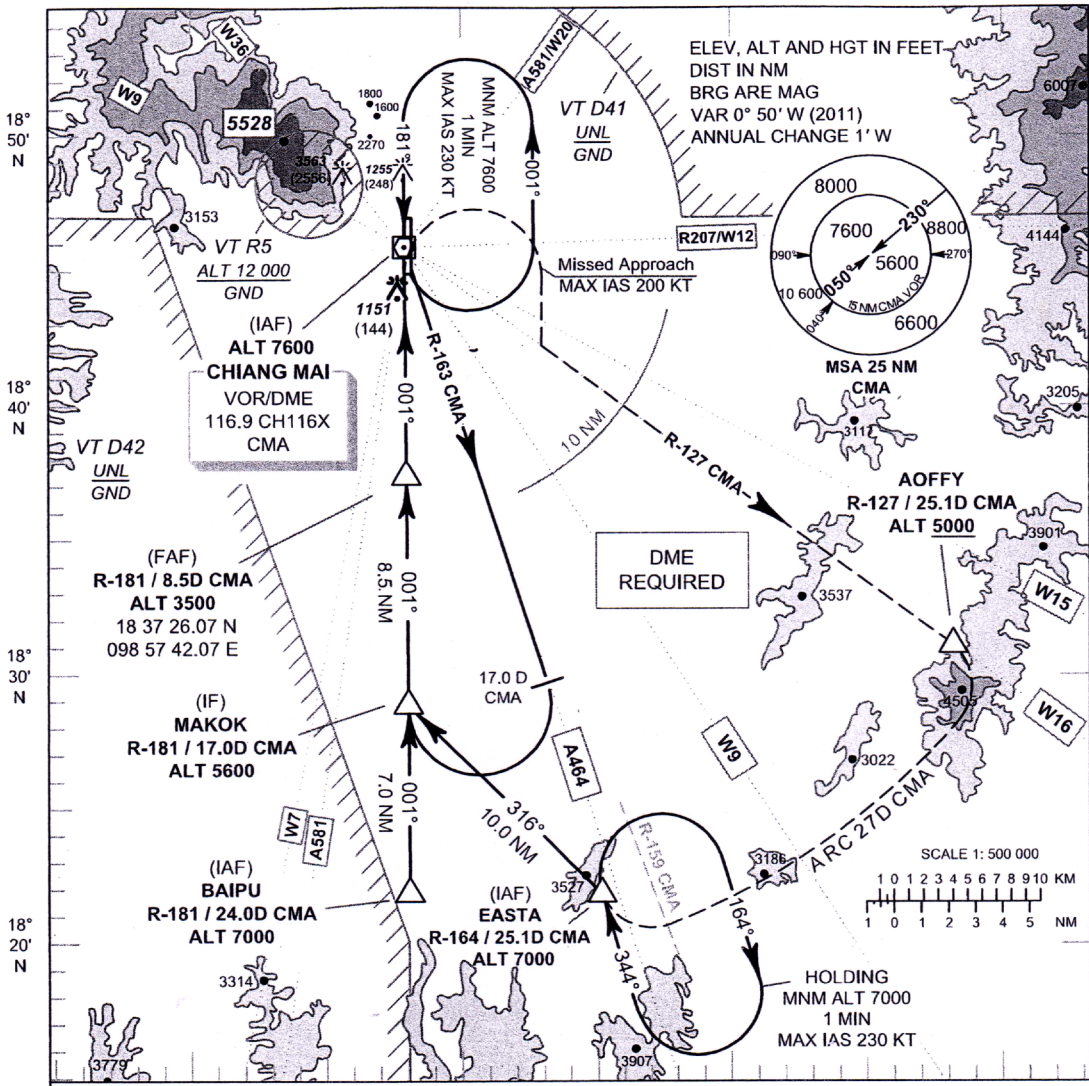 W36
W9
5528
1800
1600
2270
3563
(2556)
1255
(248)
181°
MNM ALT 7600
1 MIN
MAX IAS 230 KT
001°
A581/W20
VT D41
UNL
GND
ELEV, ALT AND HGT IN FEET
DIST IN NM
BRG ARE MAG
VAR 0° 50' W (2011)
ANNUAL CHANGE 1' W
6007
18°
50'
N
3153
VT R5
ALT 12 000
GND
R207/W12
Missed Approach
MAX IAS 200 KT
8000
7600
230°
8800
090°
270°
5600
050°
10 600
15 NM CMA VOR
040°
6600
MSA 25 NM
CMA
4144
1151
(144)
(IAF)
ALT 7600
CHIANG MAI
VOR/DME
116.9 CH116X
CMA
R-163 CMA
001°
10 NM
18°
40'
N
3205
3117
VT D42
UNL
GND
R-127 CMA
AOFFY
R-127 / 25.1D CMA
ALT 5000
3901
(FAF)
R-181 / 8.5D CMA
ALT 3500
18 37 26.07 N
098 57 42.07 E
001°
8.5 NM
DME
REQUIRED
3537
W15
18°
30'
N
17.0 D
CMA
4505
W16
(IF)
MAKOK
R-181 / 17.0D CMA
ALT 5600
A464
W9
3022
001°
7.0 NM
316°
10.0 NM
W7
A581
R-159 CMA
ARC 27D CMA
3186
SCALE 1: 500 000
1 0 1 2 3 4 5 6 7 8 9 10 KM
1 0 1 2 3 4 5 NM
(IAF)
BAIPU
R-181 / 24.0D CMA
ALT 7000
3527
(IAF)
EASTA
R-164 / 25.1D CMA
ALT 7000
164°
344°
18°
20'
N
3314
HOLDING
MNM ALT 7000
1 MIN
MAX IAS 230 KT
3907
3779